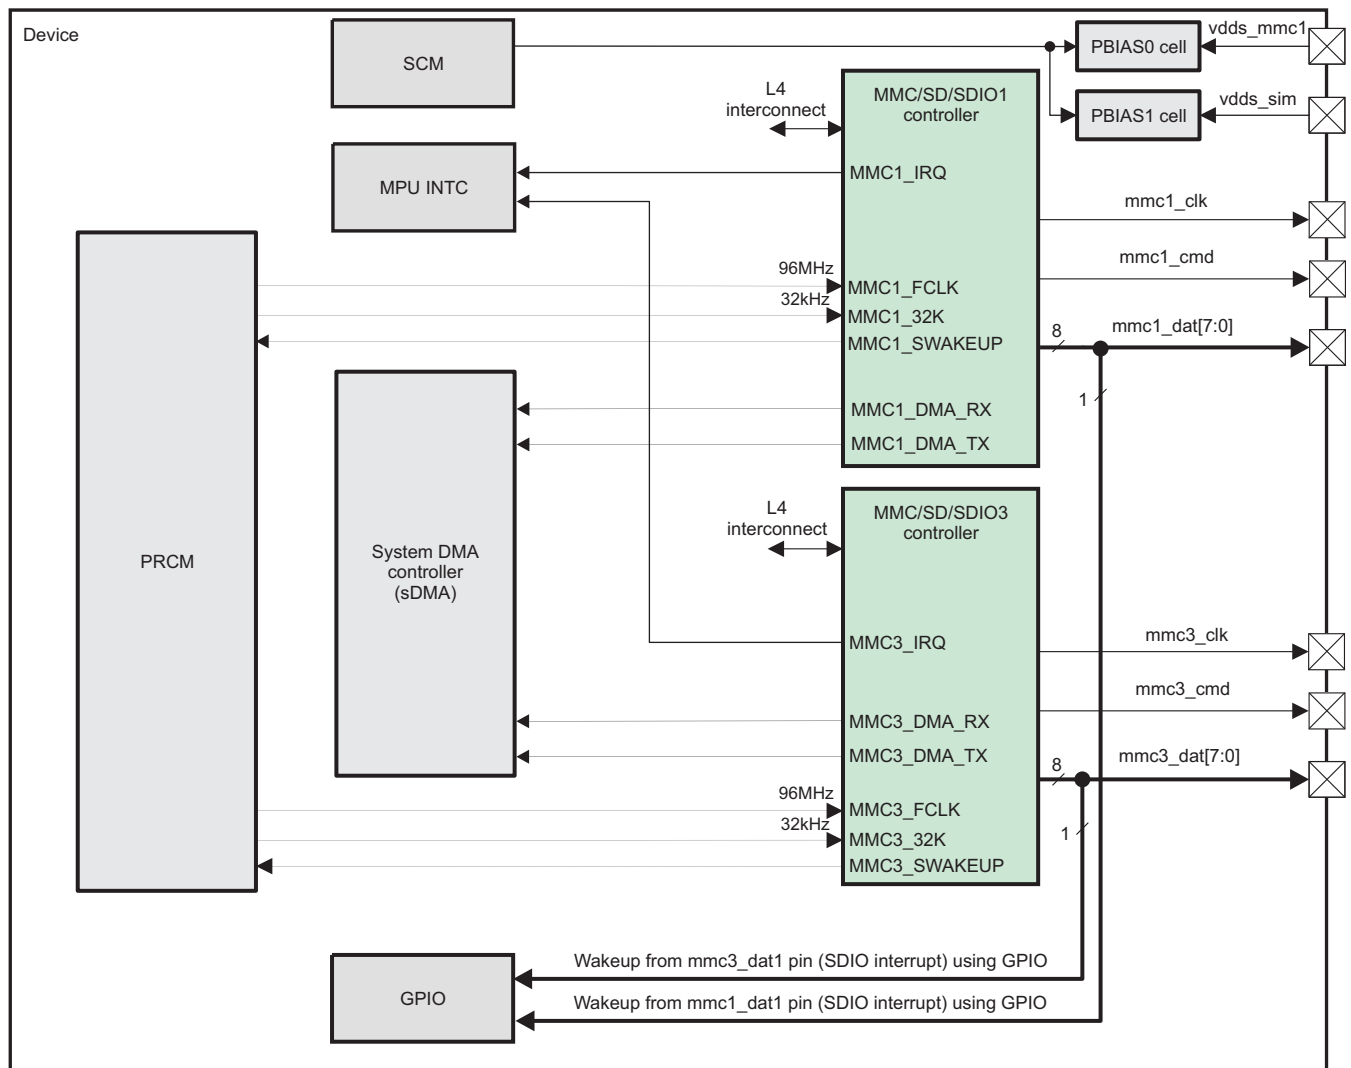 Device
SCM
PBIAS0 cell
vdds_mmc1
PBIAS1 cell
vdds_sim
L4
interconnect
MMC/SD/SDIO1
controller
MPU INTC
MMC1_IRQ
mmc1_clk
mmc1_cmd
96MHz
MMC1_FCLK
32kHz
MMC1_32K
MMC1_SWAKEUP
8
mmc1_dat[7:0]
1
MMC1_DMA_RX
MMC1_DMA_TX
PRCM
System DMA
controller
(sDMA)
L4
interconnect
MMC/SD/SDIO3
controller
MMC3_IRQ
mmc3_clk
mmc3_cmd
MMC3_DMA_RX
MMC3_DMA_TX
8
mmc3_dat[7:0]
1
96MHz
MMC3_FCLK
32kHz
MMC3_32K
MMC3_SWAKEUP
GPIO
Wakeup from mmc3_dat1 pin (SDIO interrupt) using GPIO
Wakeup from mmc1_dat1 pin (SDIO interrupt) using GPIO